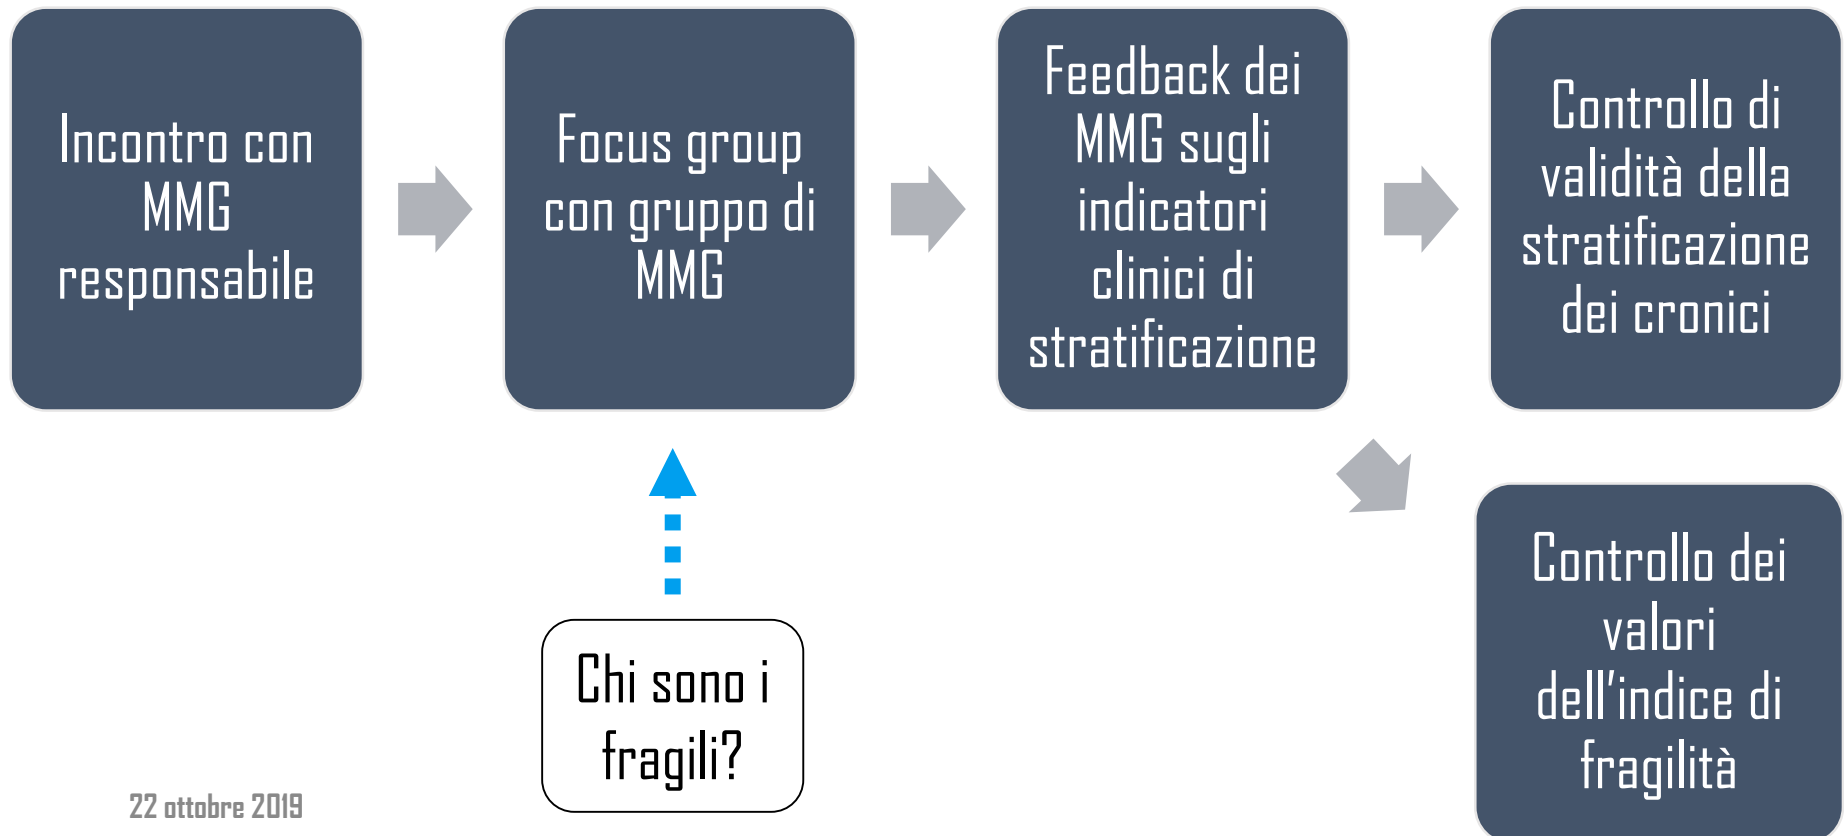 Incontro con
MMG
responsabile
Focus group
con gruppo di
MMG
Feedback dei
MMG sugli
indicatori
clinici di
stratificazione
Controllo di
validità della
stratificazione
dei cronici
Chi sono i
fragili?
Controllo dei
valori
dell'indice di
fragilità
22 ottobre 2019